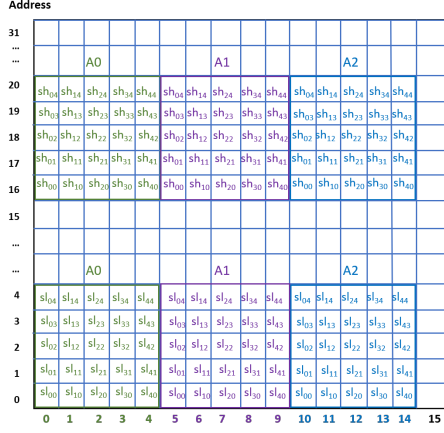 Address
31
...
... A0 A1 A2
20 sh₀₄ sh₁₄ sh₂₄ sh₃₄ sh₄₄ sh₀₄ sh₁₄ sh₂₄ sh₃₄ sh₄₄ sh₀₄ sh₁₄ sh₂₄ sh₃₄ sh₄₄
19 sh₀₃ sh₁₃ sh₂₃ sh₃₃ sh₄₃ sh₀₃ sh₁₃ sh₂₃ sh₃₃ sh₄₃ sh₀₃ sh₁₃ sh₂₃ sh₃₃ sh₄₃
18 sh₀₂ sh₁₂ sh₂₂ sh₃₂ sh₄₂ sh₀₂ sh₁₂ sh₂₂ sh₃₂ sh₄₂ sh₀₂ sh₁₂ sh₂₂ sh₃₂ sh₄₂
17 sh₀₁ sh₁₁ sh₂₁ sh₃₁ sh₄₁ sh₀₁ sh₁₁ sh₂₁ sh₃₁ sh₄₁ sh₀₁ sh₁₁ sh₂₁ sh₃₁ sh₄₁
16 sh₀₀ sh₁₀ sh₂₀ sh₃₀ sh₄₀ sh₀₀ sh₁₀ sh₂₀ sh₃₀ sh₄₀ sh₀₀ sh₁₀ sh₂₀ sh₃₀ sh₄₀
15
...
... A0 A1 A2
4 sl₀₄ sl₁₄ sl₂₄ sl₃₄ sl₄₄ sl₀₄ sl₁₄ sl₂₄ sl₃₄ sl₄₄ sl₀₄ sl₁₄ sl₂₄ sl₃₄ sl₄₄
3 sl₀₃ sl₁₃ sl₂₃ sl₃₃ sl₄₃ sl₀₃ sl₁₃ sl₂₃ sl₃₃ sl₄₃ sl₀₃ sl₁₃ sl₂₃ sl₃₃ sl₄₃
2 sl₀₂ sl₁₂ sl₂₂ sl₃₂ sl₄₂ sl₀₂ sl₁₂ sl₂₂ sl₃₂ sl₄₂ sl₀₂ sl₁₂ sl₂₂ sl₃₂ sl₄₂
1 sl₀₁ sl₁₁ sl₂₁ sl₃₁ sl₄₁ sl₀₁ sl₁₁ sl₂₁ sl₃₁ sl₄₁ sl₀₁ sl₁₁ sl₂₁ sl₃₁ sl₄₁
0 sl₀₀ sl₁₀ sl₂₀ sl₃₀ sl₄₀ sl₀₀ sl₁₀ sl₂₀ sl₃₀ sl₄₀ sl₀₀ sl₁₀ sl₂₀ sl₃₀ sl₄₀
0 1 2 3 4 5 6 7 8 9 10 11 12 13 14 15